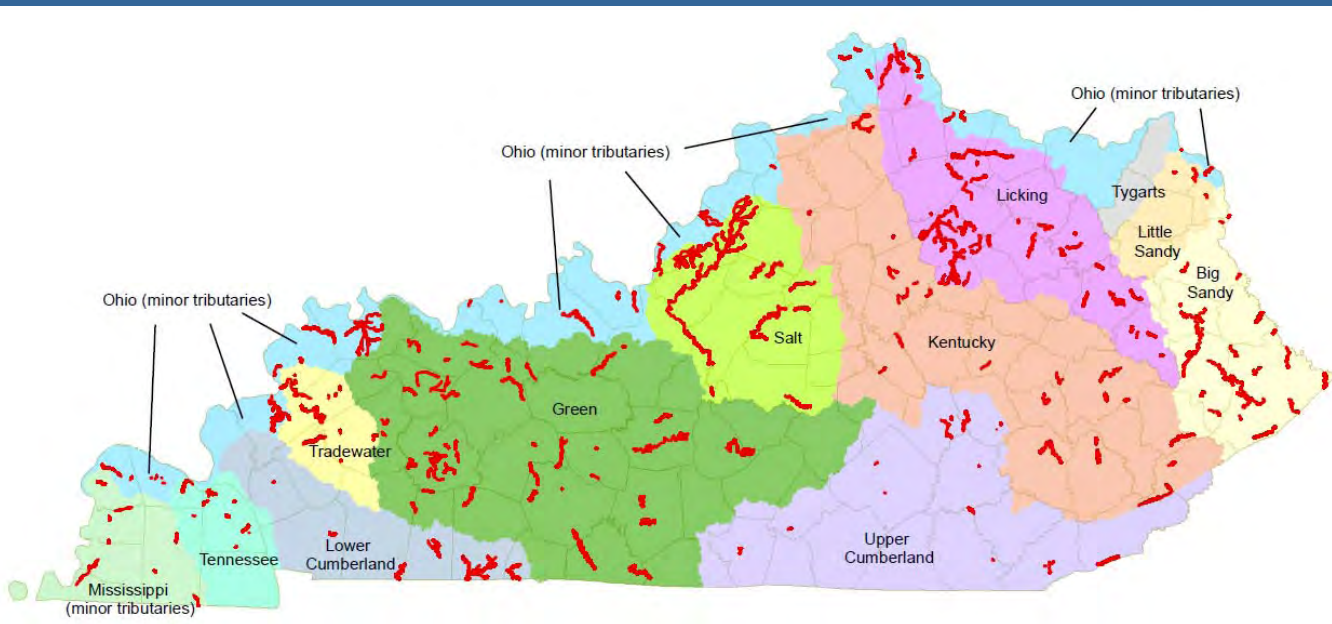 Ohio (minor tributaries)
Ohio (minor tributaries)
Tygarts
Licking
Little
Sandy
Big
Sandy
Ohio (minor tributaries)
Salt
Kentucky
Green
Tradewater
Upper
Cumberland
Lower
Cumberland
Tennessee
Mississippi
(minor tributaries)